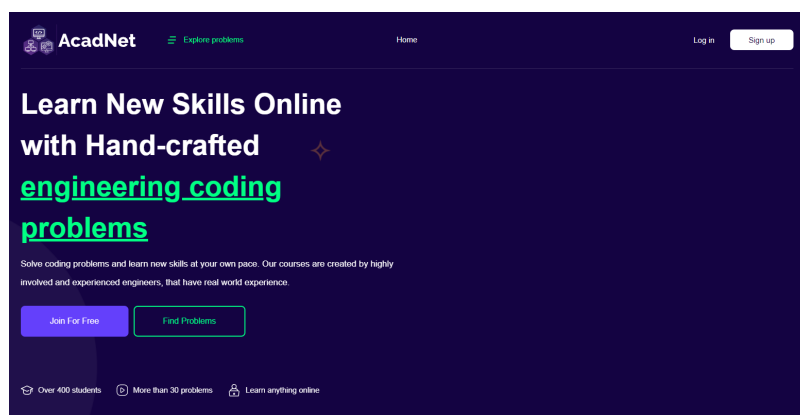 AcadNet
Explore problems
Home
Log in
Sign up
Learn New Skills Online
with Hand-crafted
engineering coding
problems
Solve coding problems and learn new skills at your own pace. Our courses are created by highly
involved and experienced engineers, that have real world experience.
Join For Free
Find Problems
Over 400 students
More than 30 problems
Learn anything online